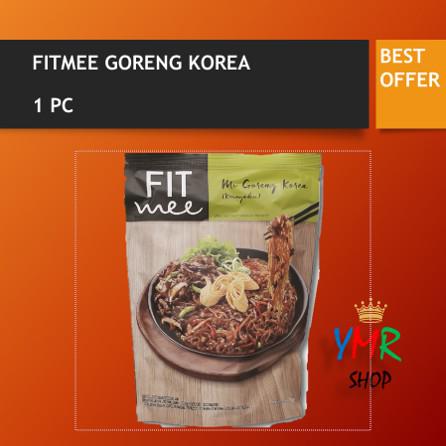 FITMEE GORENG KOREA
1 PC
BEST
OFFER
FIT
mee
Mi Goreng Korea
YMR
SHOP